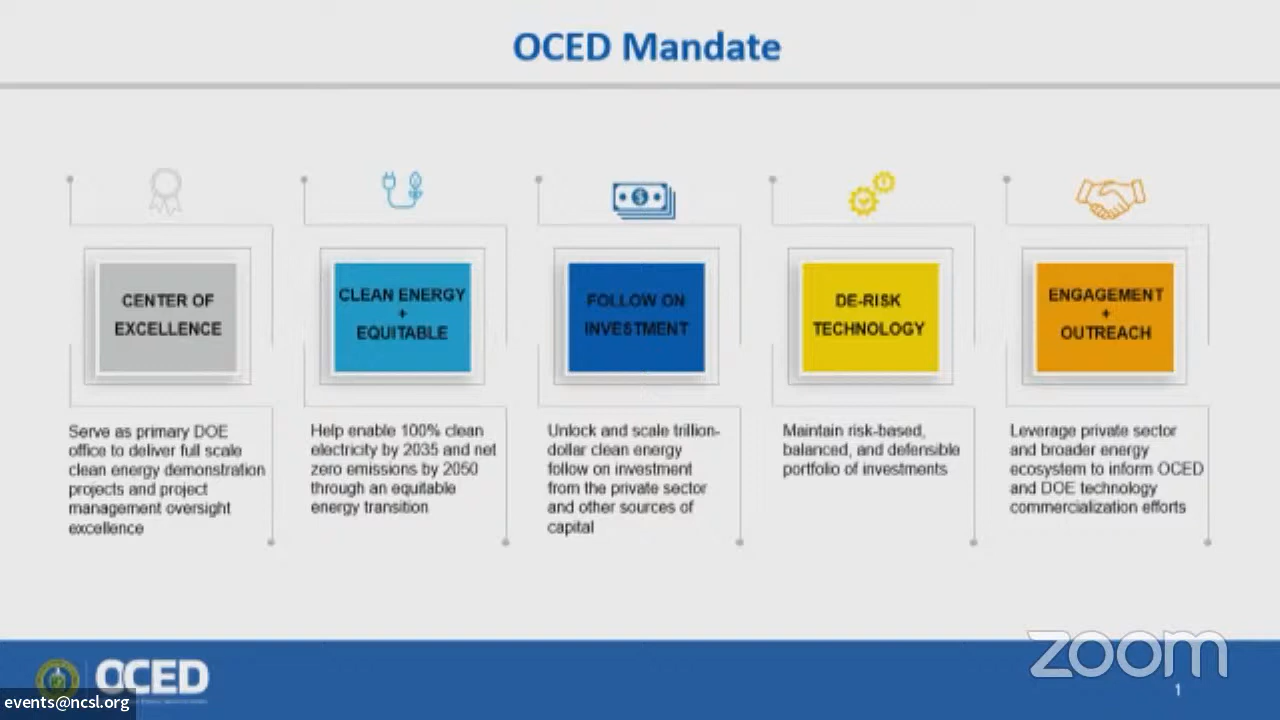 OCED Mandate
CENTER OF
EXCELLENCE
Serve as primary DOE
office to deliver full scale
clean energy demonstration
projects and project
management oversight
excellence
CLEAN ENERGY
+
EQUITABLE
Help enable 100% clean
electricity by 2035 and net
zero emissions by 2050
through an equitable
energy transition
FOLLOW ON
INVESTMENT
Unlock and scale trillion-
dollar clean energy
follow on investment
from the private sector
and other sources of
capital
DE-RISK
TECHNOLOGY
Maintain risk-based,
balanced, and defensible
portfolio of investments
ENGAGEMENT
+
OUTREACH
Leverage private sector
and broader energy
ecosystem to inform OCED
and DOE technology
commercialization efforts
OCED
events@ncsl.org
zoom
1